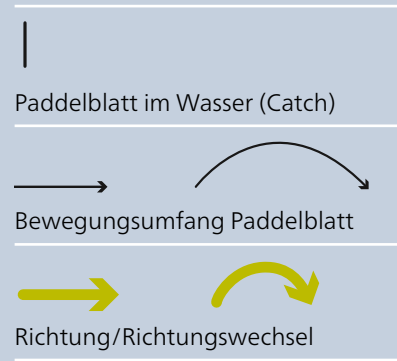 Paddelblatt im Wasser (Catch)
Bewegungsumfang Paddelblatt
Richtung/Richtungswechsel